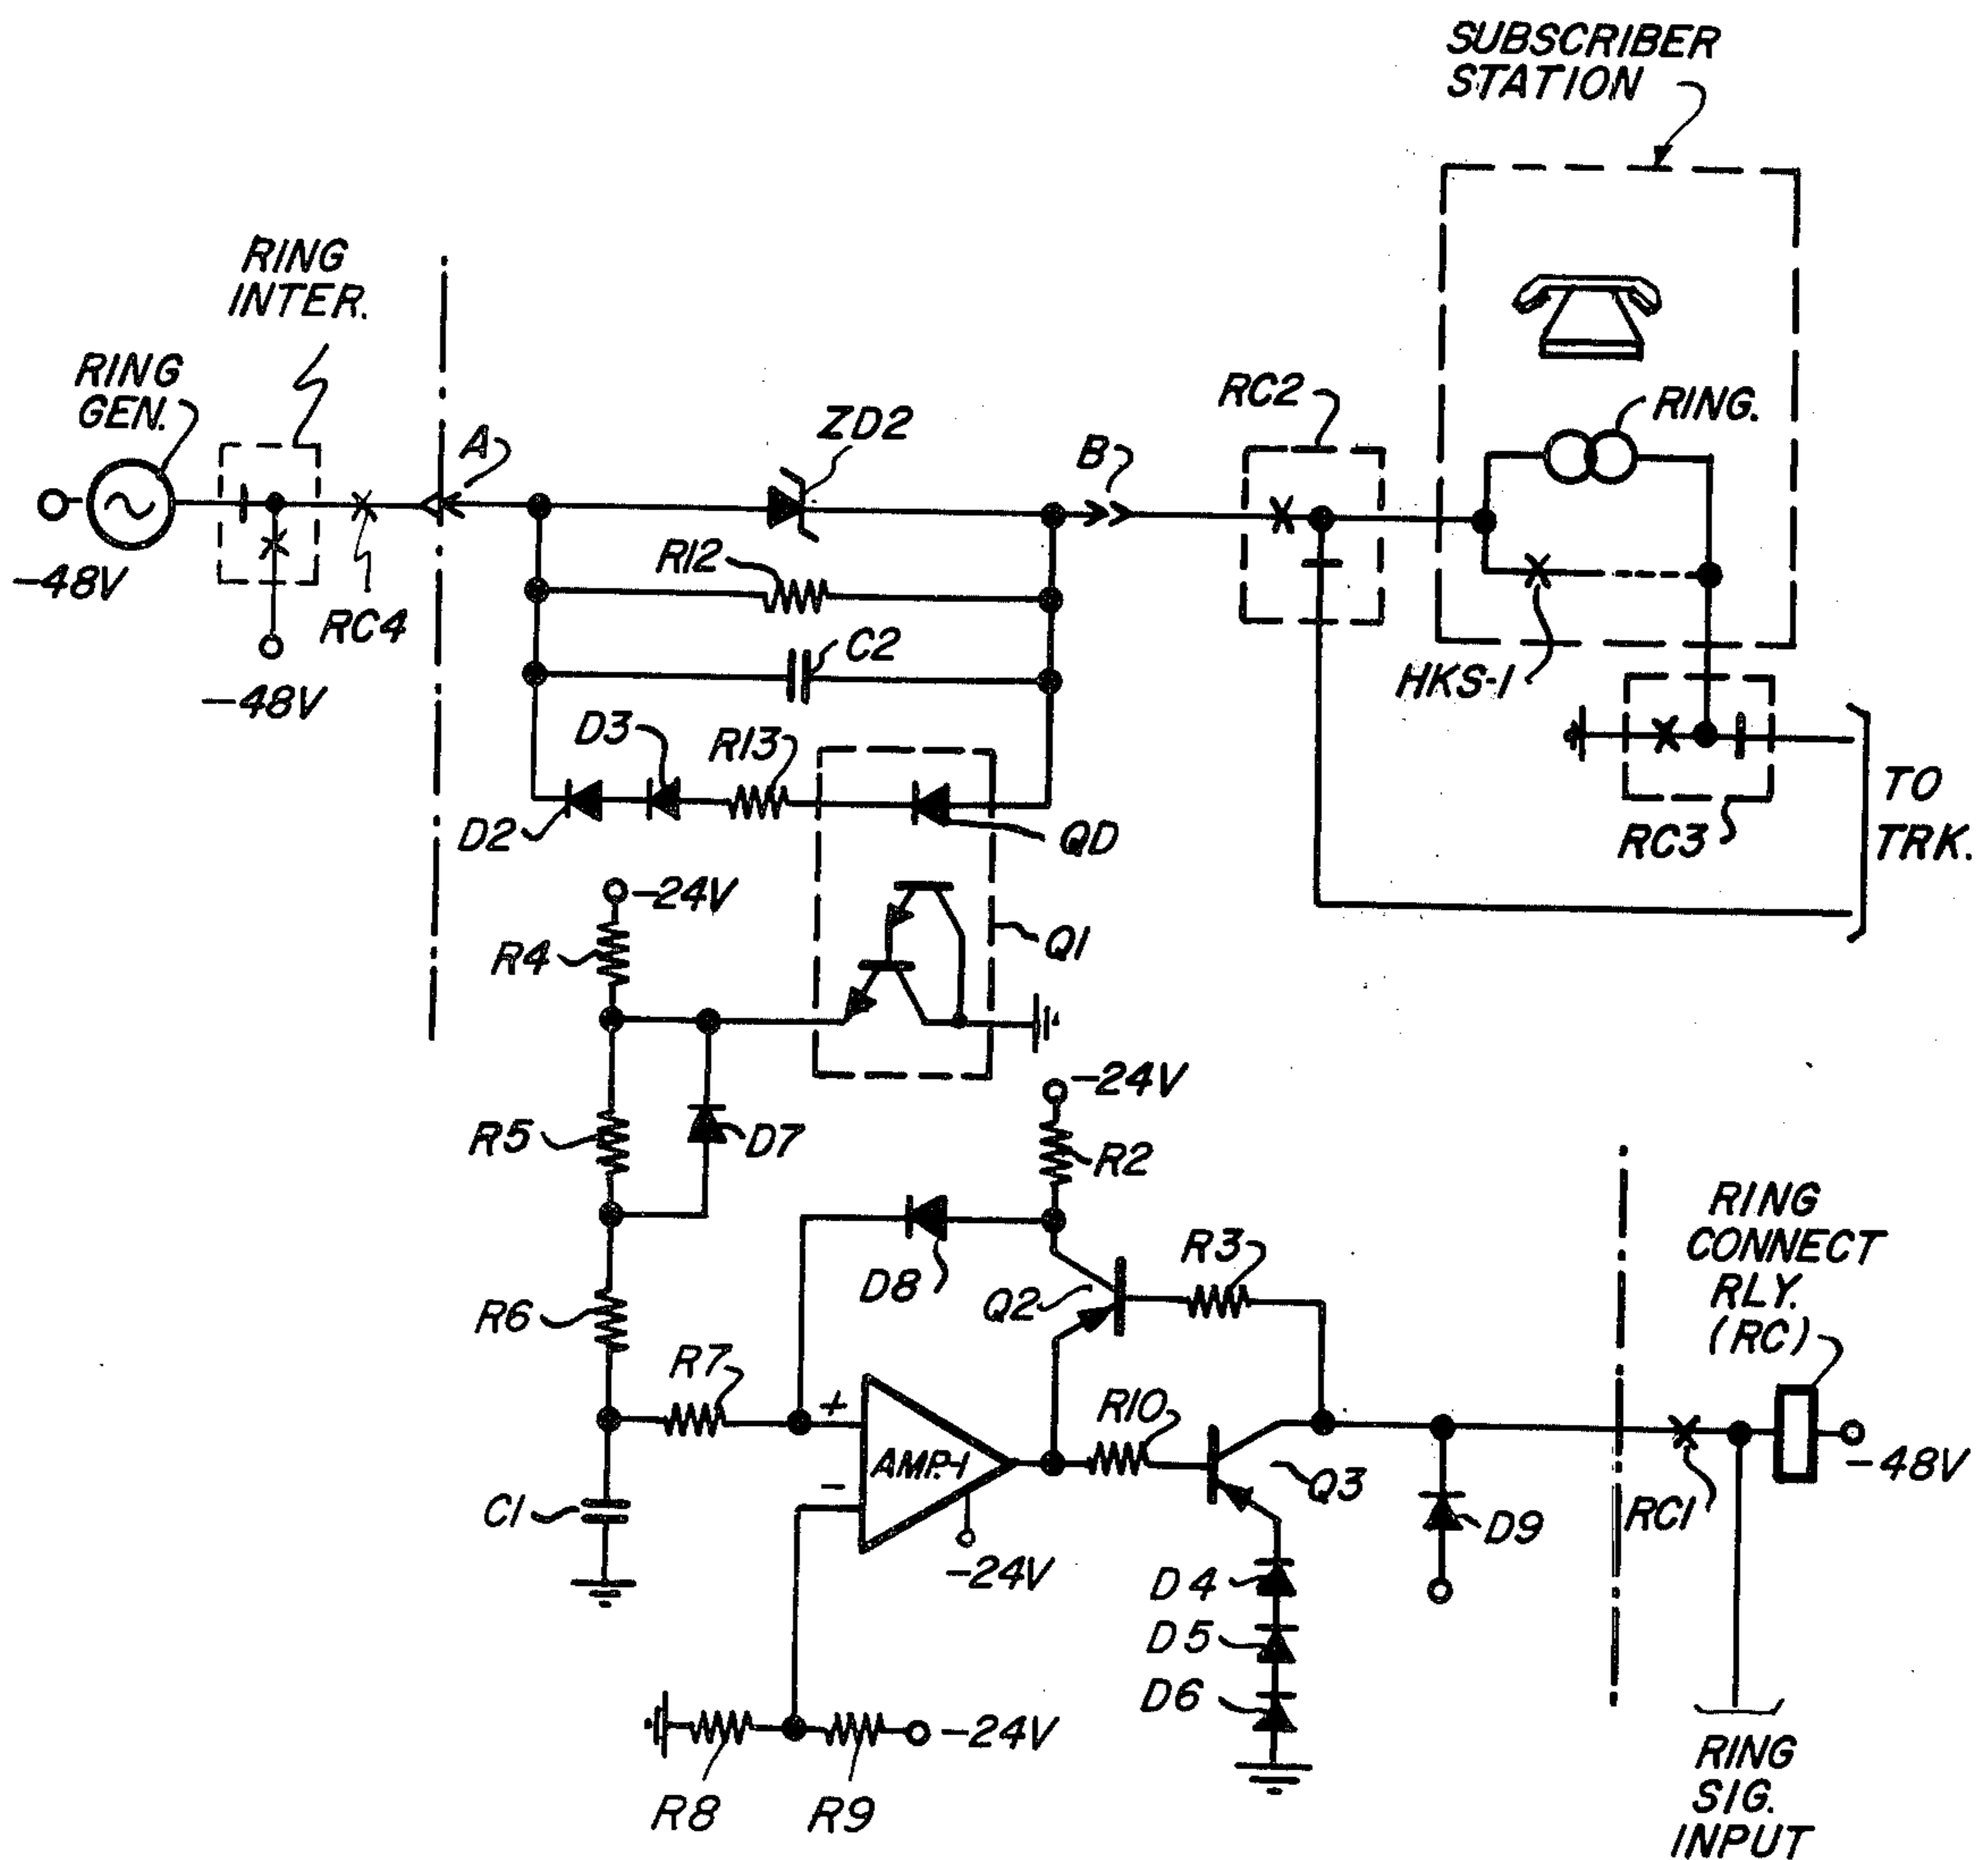 SUBSCRIBER
STATION
RING
INTER.
RING
GEN.
A
ZD2
B
RC2
RING.
-48V
RC4
-48V
R12
C2
HKS-1
D3
R13
D2
QD
RC3
TO
TRK.
-24V
R4
Q1
-24V
R5
D7
R2
RING
CONNECT
RLY.
(RC)
R3
D8
Q2
R6
R7
+
R10
AMP-1
-
Q3
-48V
C1
RC1
D9
-24V
D4
D5
D6
-24V
RING
SIG.
INPUT
R8
R9